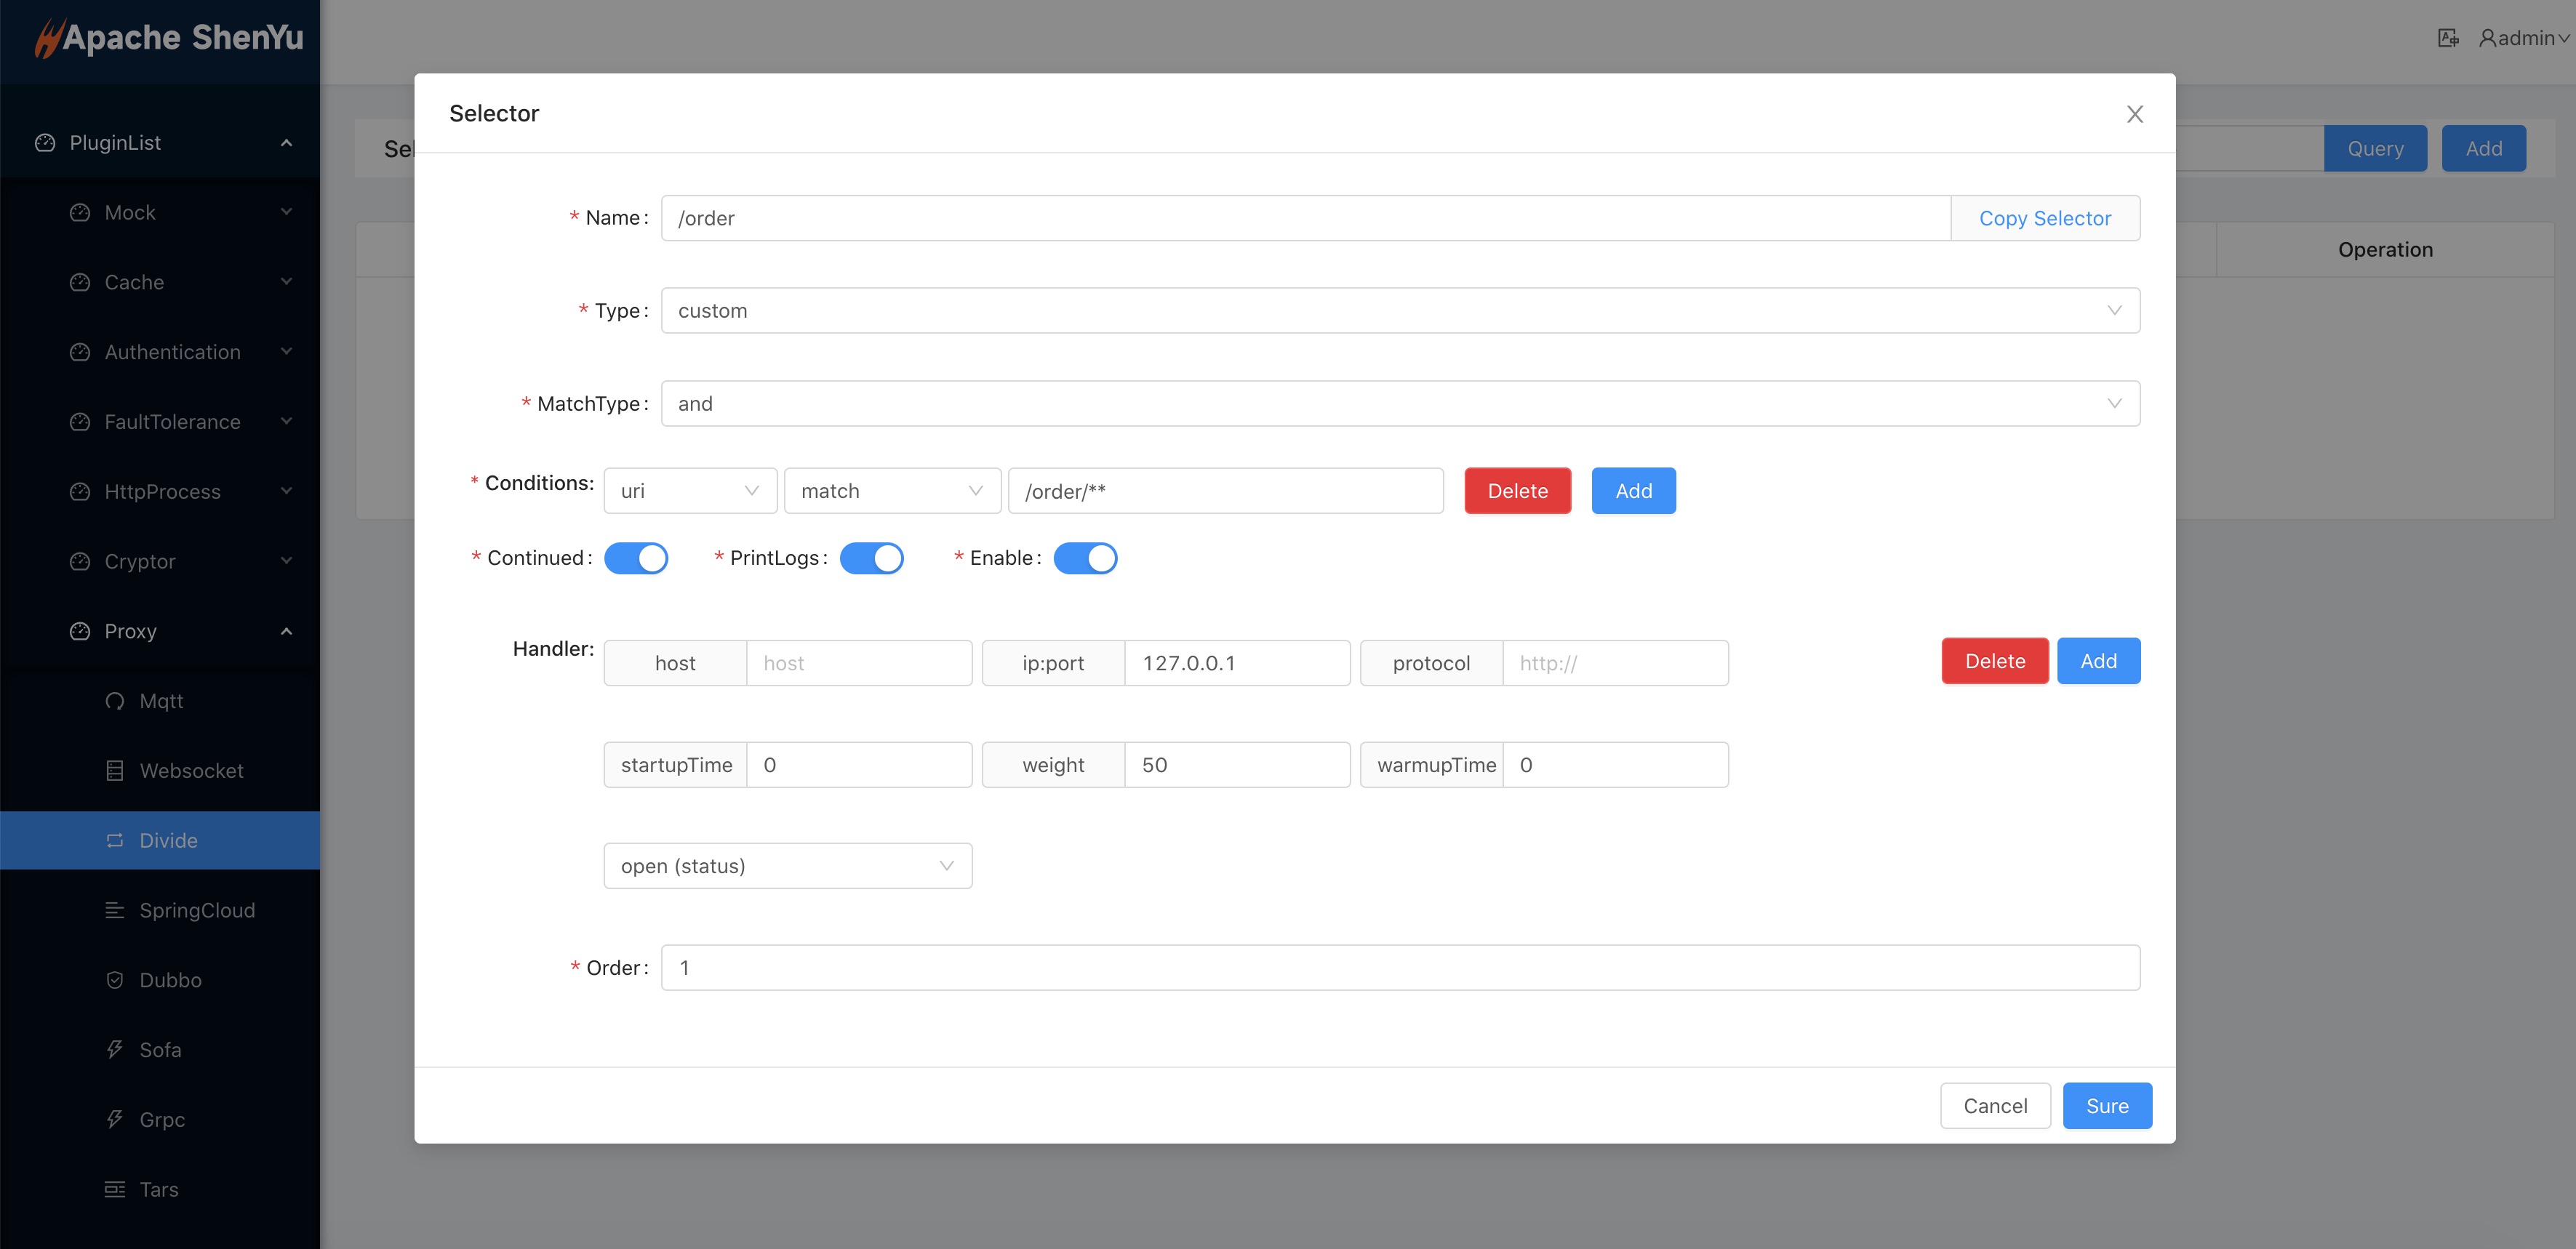 Apache ShenYu
admin
PluginList
Mock
Cache
Authentication
FaultTolerance
HttpProcess
Cryptor
Proxy
Mqtt
Websocket
Divide
SpringCloud
Dubbo
Sofa
Grpc
Tars
Sel
Query
Add
Operation
Selector
* Name: /order Copy Selector
* Type: custom
* MatchType: and
* Conditions: uri match /order/** Delete Add
* Continued: * PrintLogs: * Enable:
Handler: host host ip:port 127.0.0.1 protocol http:// Delete Add
startupTime 0 weight 50 warmupTime 0
open (status)
* Order: 1
Cancel Sure